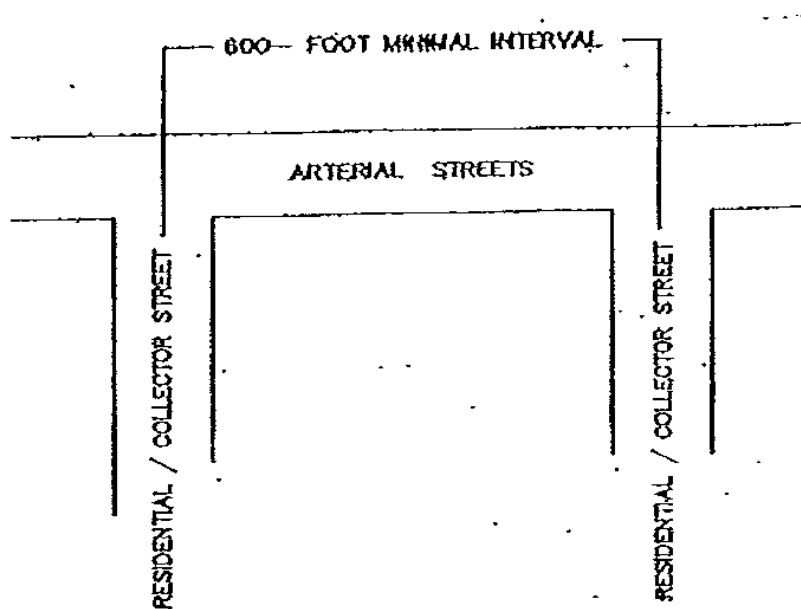 600- FOOT MINIMAL INTERVAL
ARTERIAL STREETS
RESIDENTIAL / COLLECTOR STREET
RESIDENTIAL / COLLECTOR STREET